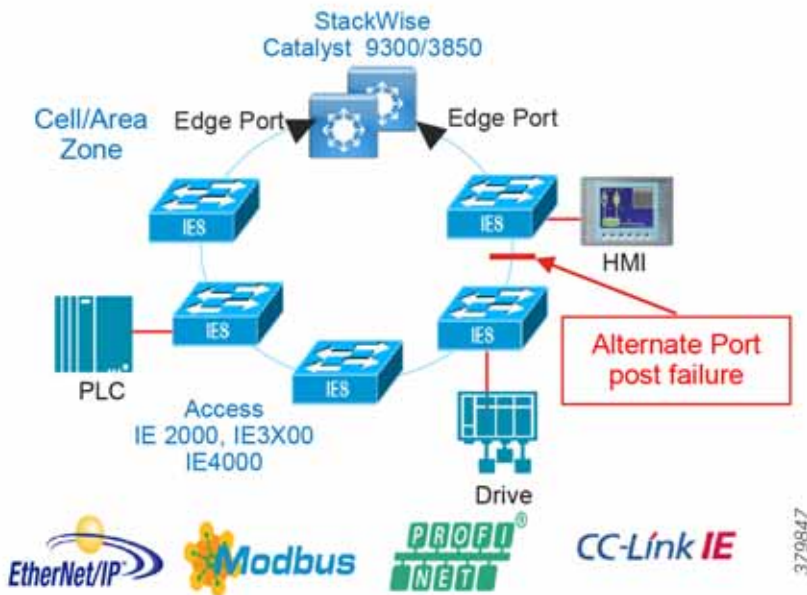 StackWise
Catalyst 9300/3850
Cell/Area
Zone
Edge Port
Edge Port
IES
IES
HMI
IES
IES
PLC
IES
Alternate Port
post failure
Access
IE 2000, IE3X00
IE4000
Drive
EtherNet/IP
Modbus
PROFI
NET
®
CC-Link IE
379847